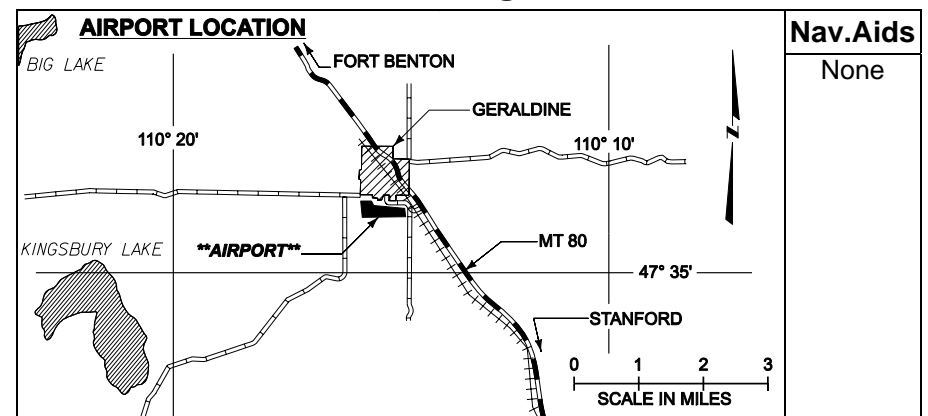 AIRPORT LOCATION
Nav.Aids
None
BIG LAKE
FORT BENTON
GERALDINE
110° 20'
110° 10'
N
KINGSBURY LAKE
**AIRPORT**
MT 80
47° 35'
STANFORD
0 1 2 3
SCALE IN MILES